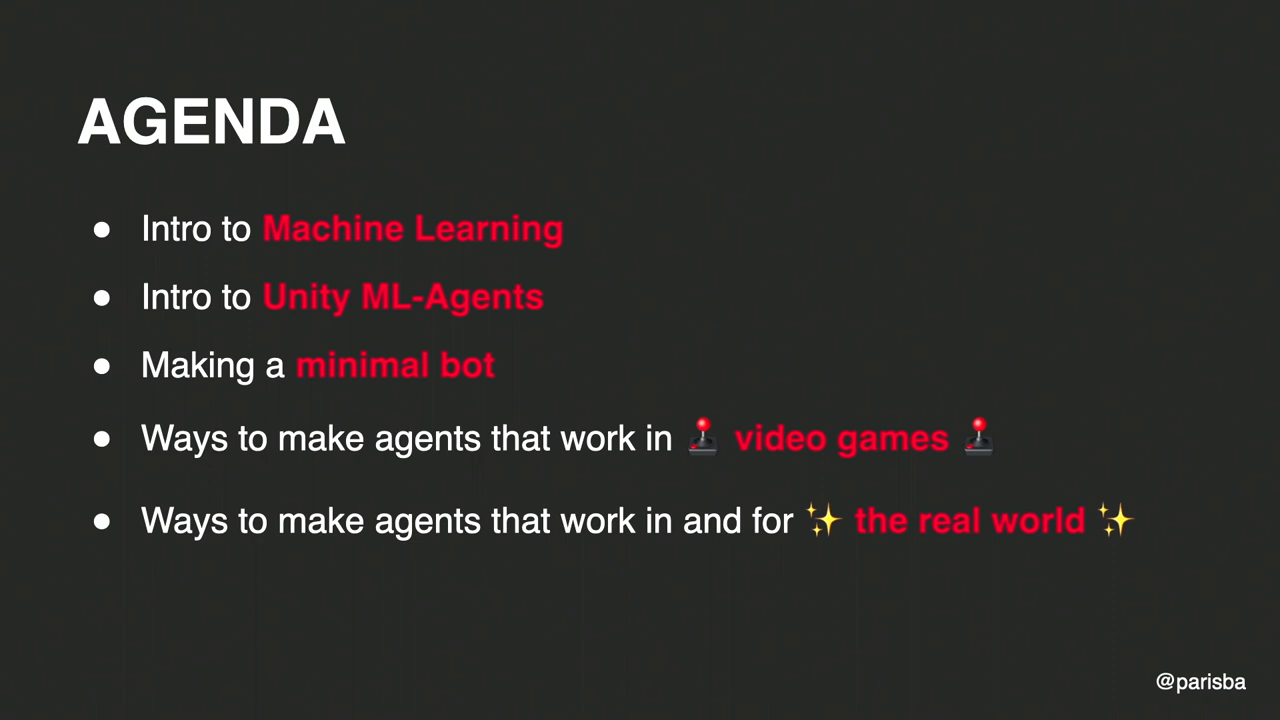 AGENDA
● Intro to Machine Learning
● Intro to Unity ML-Agents
● Making a minimal bot
● Ways to make agents that work in 🕹️ video games 🕹️
● Ways to make agents that work in and for ✨ the real world ✨
@parisba